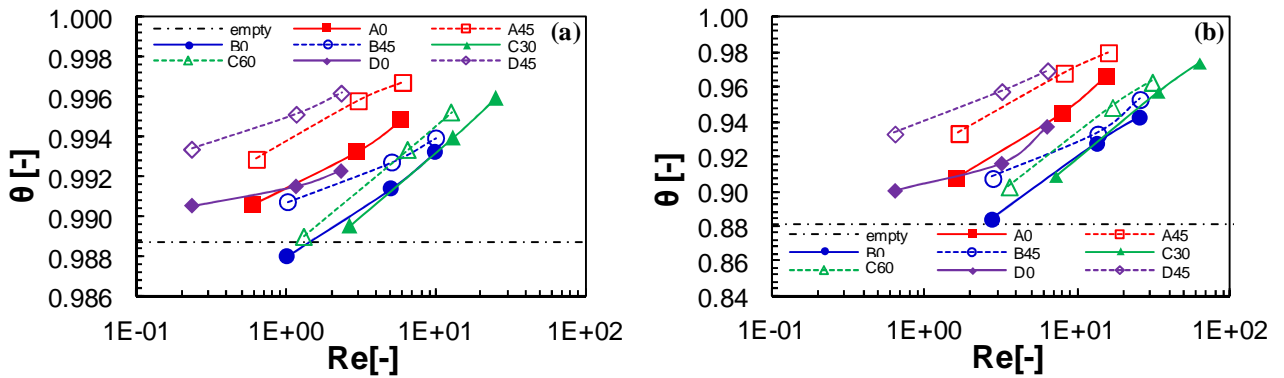 1.000
0.998
0.996
0.994
0.992
0.990
0.988
0.986
θ [-]
empty A0 A45
B0 B45 C30
C60 D0 D45
(a)
1E-01 1E+00 1E+01 1E+02
Re[-]
1.00
0.98
0.96
0.94
0.92
0.90
0.88
0.86
0.84
θ [-]
(b)
empty A0 A45
B0 B45 C30
C60 D0 D45
1E-01 1E+00 1E+01 1E+02
Re[-]